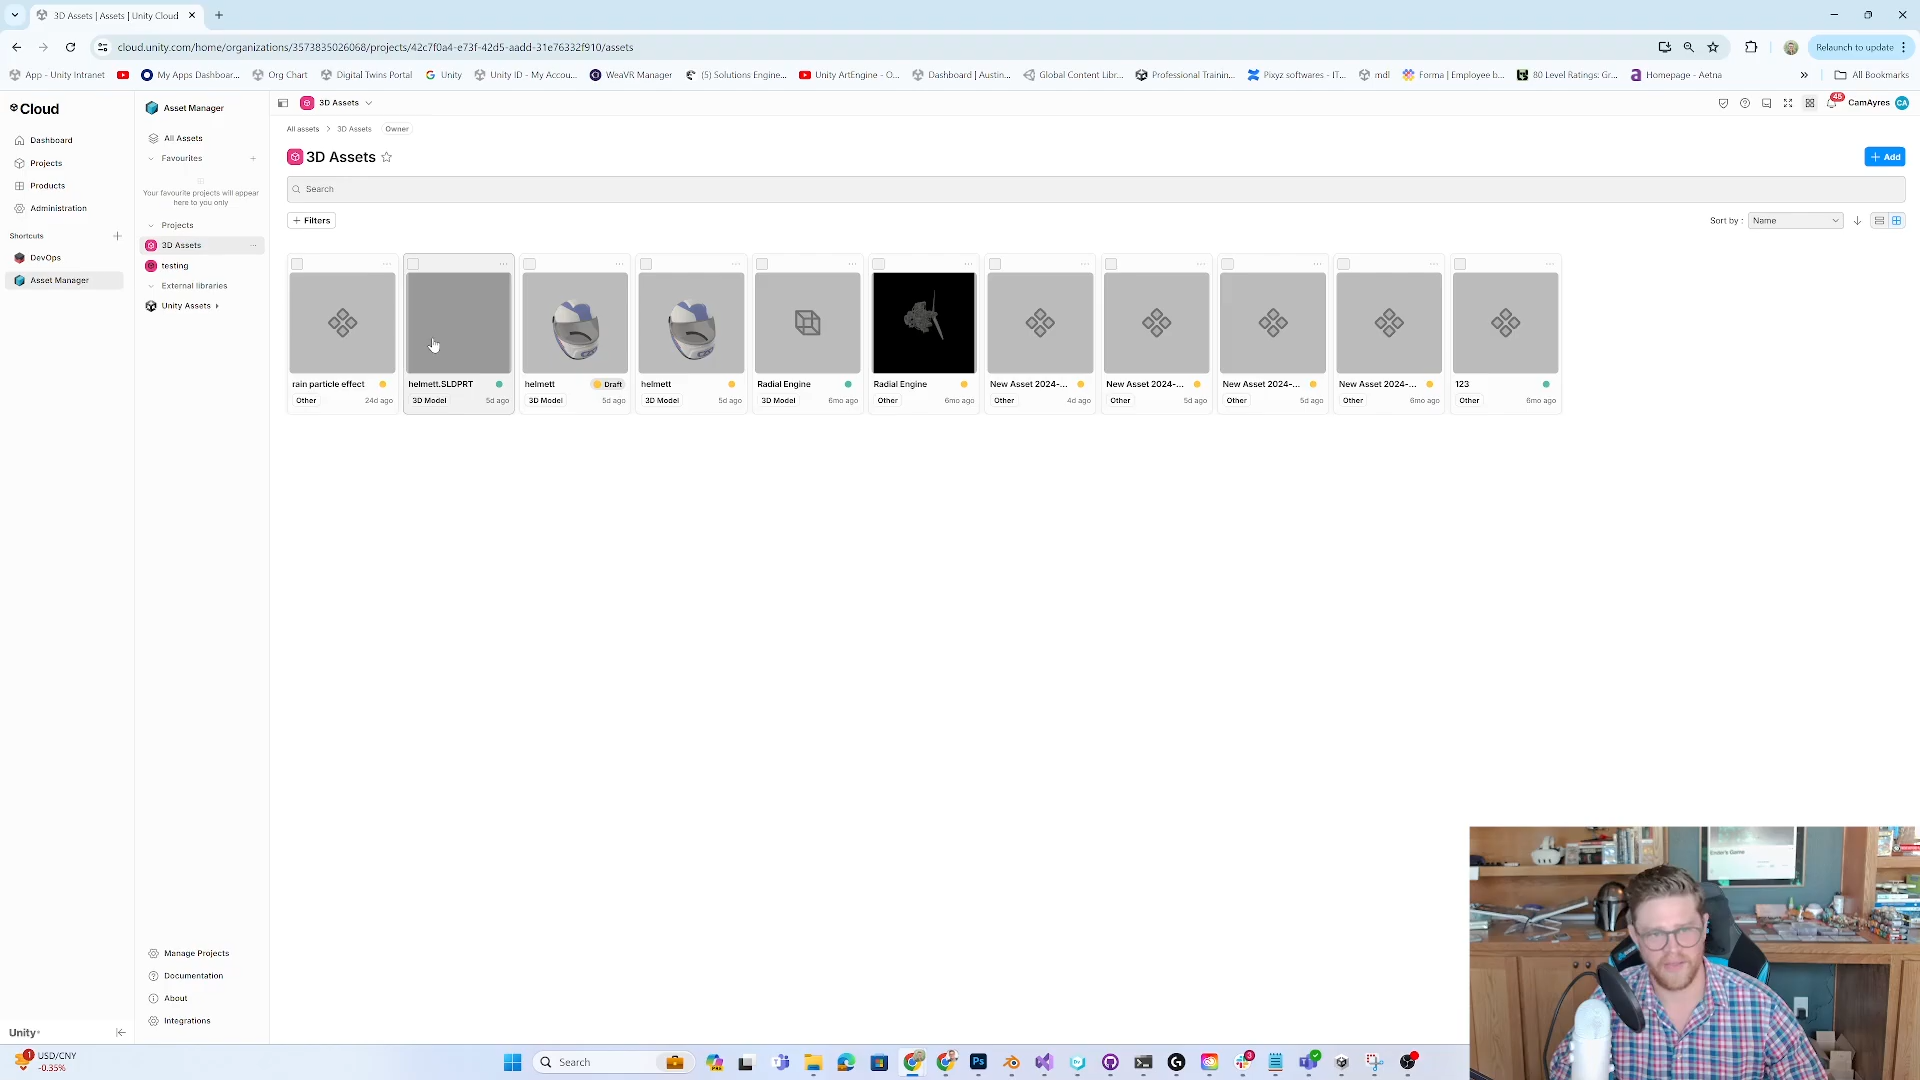 3D Assets | Assets | Unity Cloud
cloud.unity.com/home/organizations/3573835026068/projects/42c7f0a4-e73f-42d5-aadd-31e76332f910/assets
Relaunch to update
App - Unity Intranet
My Apps Dashboar...
Org Chart
Digital Twins Portal
Unity
Unity ID - My Accou...
WeaVR Manager
(5) Solutions Engine...
Unity ArtEngine - O...
Dashboard | Austin...
Global Content Libr...
Professional Trainin...
Pixyz softwares - IT...
mdl
Forma | Employee b...
80 Level Ratings: Gr...
Homepage - Aetna
All Bookmarks
Cloud
Dashboard
Projects
Products
Administration
Shortcuts
DevOps
Asset Manager
Unity
Asset Manager
All Assets
Favourites
Your favourite projects will appear
here to you only
Projects
3D Assets
testing
External libraries
Unity Assets
Manage Projects
Documentation
About
Integrations
3D Assets
45
CamAyres CA
All assets > 3D Assets Owner
3D Assets
+ Add
Search
+ Filters
Sort by : Name
rain particle effect
Other 24d ago
helmett.SLDPRT
3D Model 5d ago
helmett Draft
3D Model 5d ago
helmett
3D Model 5d ago
Radial Engine
3D Model 6mo ago
Radial Engine
Other 6mo ago
New Asset 2024-...
Other 4d ago
New Asset 2024-...
Other 5d ago
New Asset 2024-...
Other 5d ago
New Asset 2024-...
Other 6mo ago
123
Other 6mo ago
Ender's Game
1
USD/CNY
-0.35%
Search
Ps
3